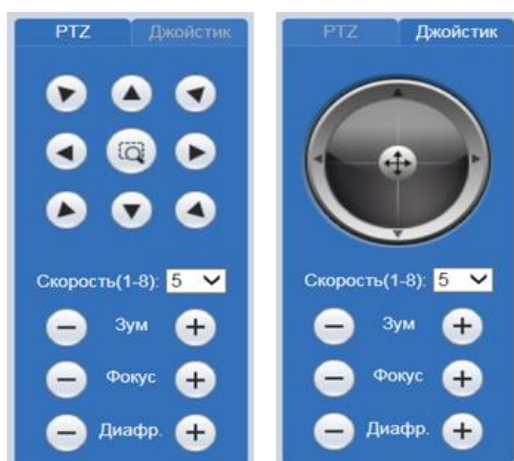 PTZ Джойстик
Скорость(1-8): 5
Зум
Фокус
Диафр.
PTZ Джойстик
Скорость(1-8): 5
Зум
Фокус
Диафр.